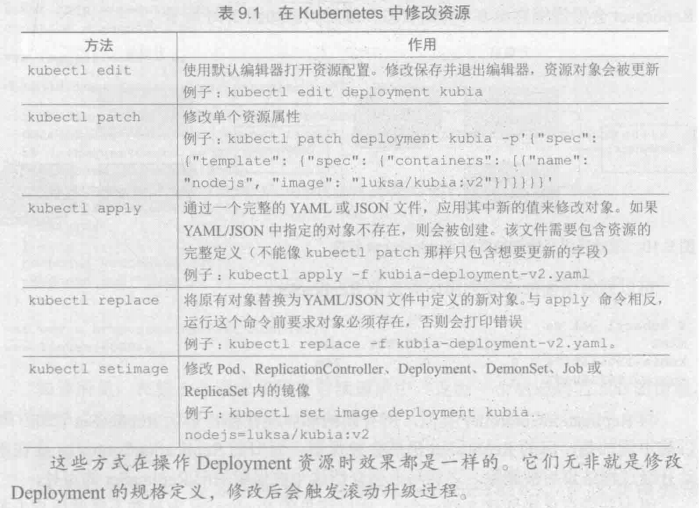 表 9.1 在 Kubernetes 中修改资源
方法
作用
kubectl edit
使用默认编辑器打开资源配置。修改保存并退出编辑器，资源对象会被更新
例子：kubectl edit deployment kubia
kubectl patch
修改单个资源属性
例子：kubectl patch deployment kubia -p'{"spec":
{"template": {"spec": {"containers": [{"name":
"nodejs", "image": "luksa/kubia:v2"}]}}}}'
kubectl apply
通过一个完整的 YAML 或 JSON 文件，应用其中新的值来修改对象。如果
YAML/JSON 中指定的对象不存在，则会被创建。该文件需要包含资源的
完整定义（不能像 kubectl patch 那样只包含想要更新的字段）
例子：kubectl apply -f kubia-deployment-v2.yaml
kubectl replace
将原有对象替换为YAML/JSON文件中定义的新对象。与 apply 命令相反，
运行这个命令前要求对象必须存在，否则会打印错误
例子：kubectl replace -f kubia-deployment-v2.yaml。
kubectl setimage
修改 Pod、ReplicationController、Deployment、DemonSet、Job 或
ReplicaSet 内的镜像
例子：kubectl set image deployment kubia
nodejs=luksa/kubia:v2
这些方式在操作 Deployment 资源时效果都是一样的。它们无非就是修改
Deployment 的规格定义，修改后会触发滚动升级过程。